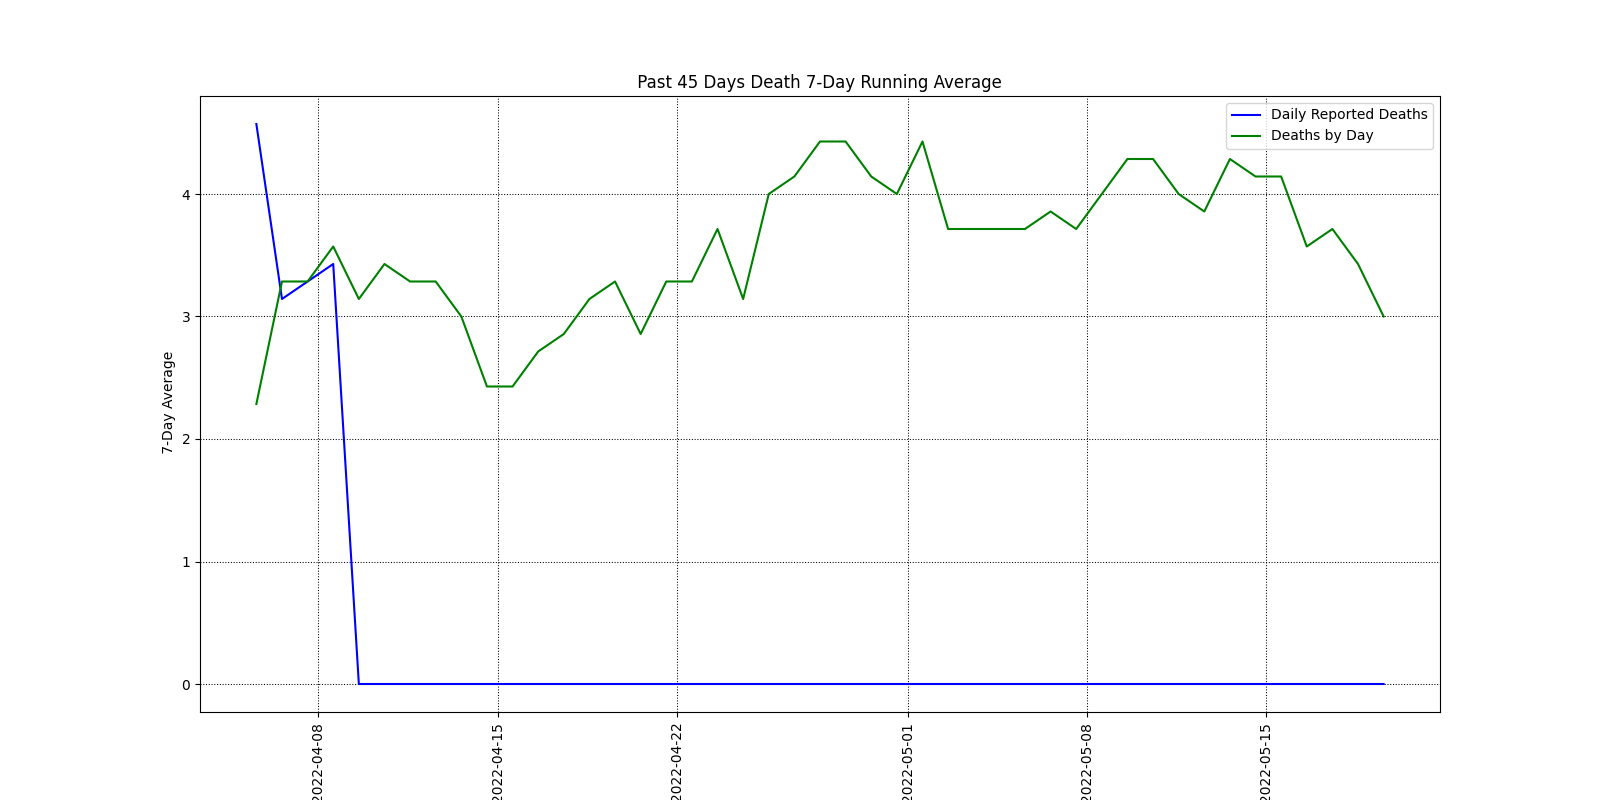 Past 45 Days Death 7-Day Running Average
Daily Reported Deaths
Deaths by Day
7-Day Average
4
3
2
1
0
2022-04-08
2022-04-15
2022-04-22
2022-05-01
2022-05-08
2022-05-15